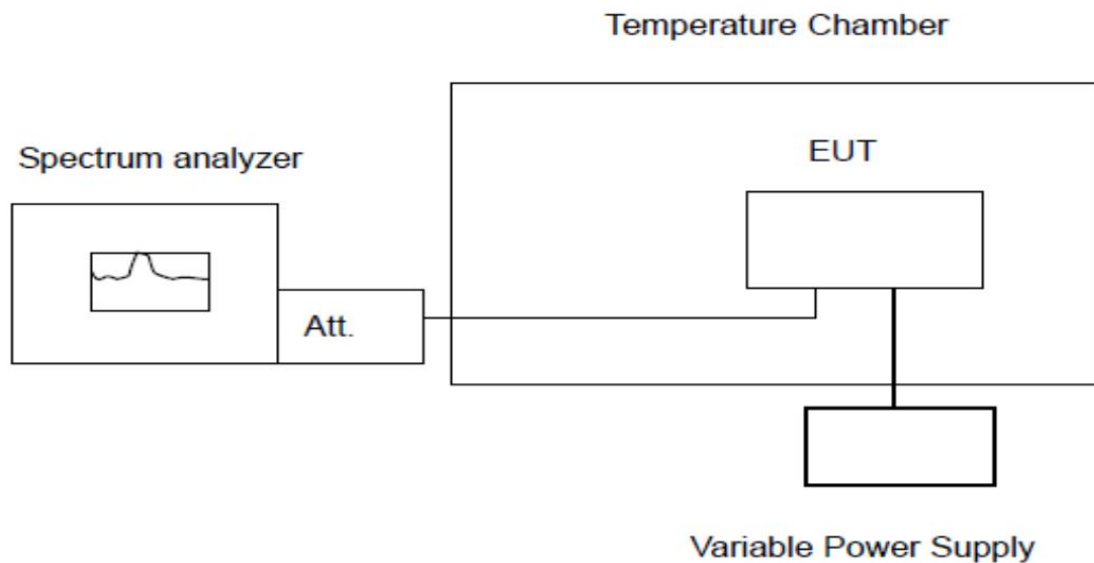 Temperature Chamber
Spectrum analyzer
EUT
Att.
Variable Power Supply